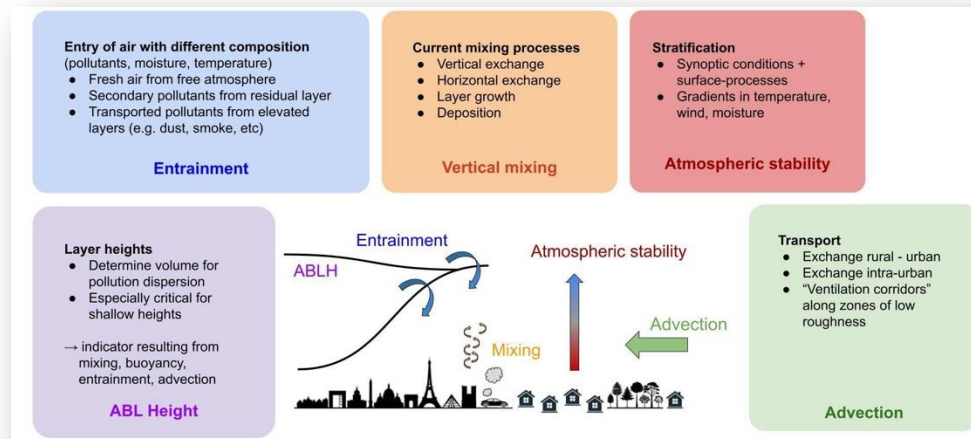 Entry of air with different composition
(pollutants, moisture, temperature)
● Fresh air from free atmosphere
● Secondary pollutants from residual layer
● Transported pollutants from elevated
layers (e.g. dust, smoke, etc)
Entrainment
Current mixing processes
● Vertical exchange
● Horizontal exchange
● Layer growth
● Deposition
Vertical mixing
Stratification
● Synoptic conditions +
surface-processes
● Gradients in temperature,
wind, moisture
Atmospheric stability
Layer heights
● Determine volume for
pollution dispersion
● Especially critical for
shallow heights
→ indicator resulting from
mixing, buoyancy,
entrainment, advection
ABL Height
Entrainment
ABLH
Atmospheric stability
Mixing
Advection
Transport
● Exchange rural - urban
● Exchange intra-urban
● “Ventilation corridors”
along zones of low
roughness
Advection